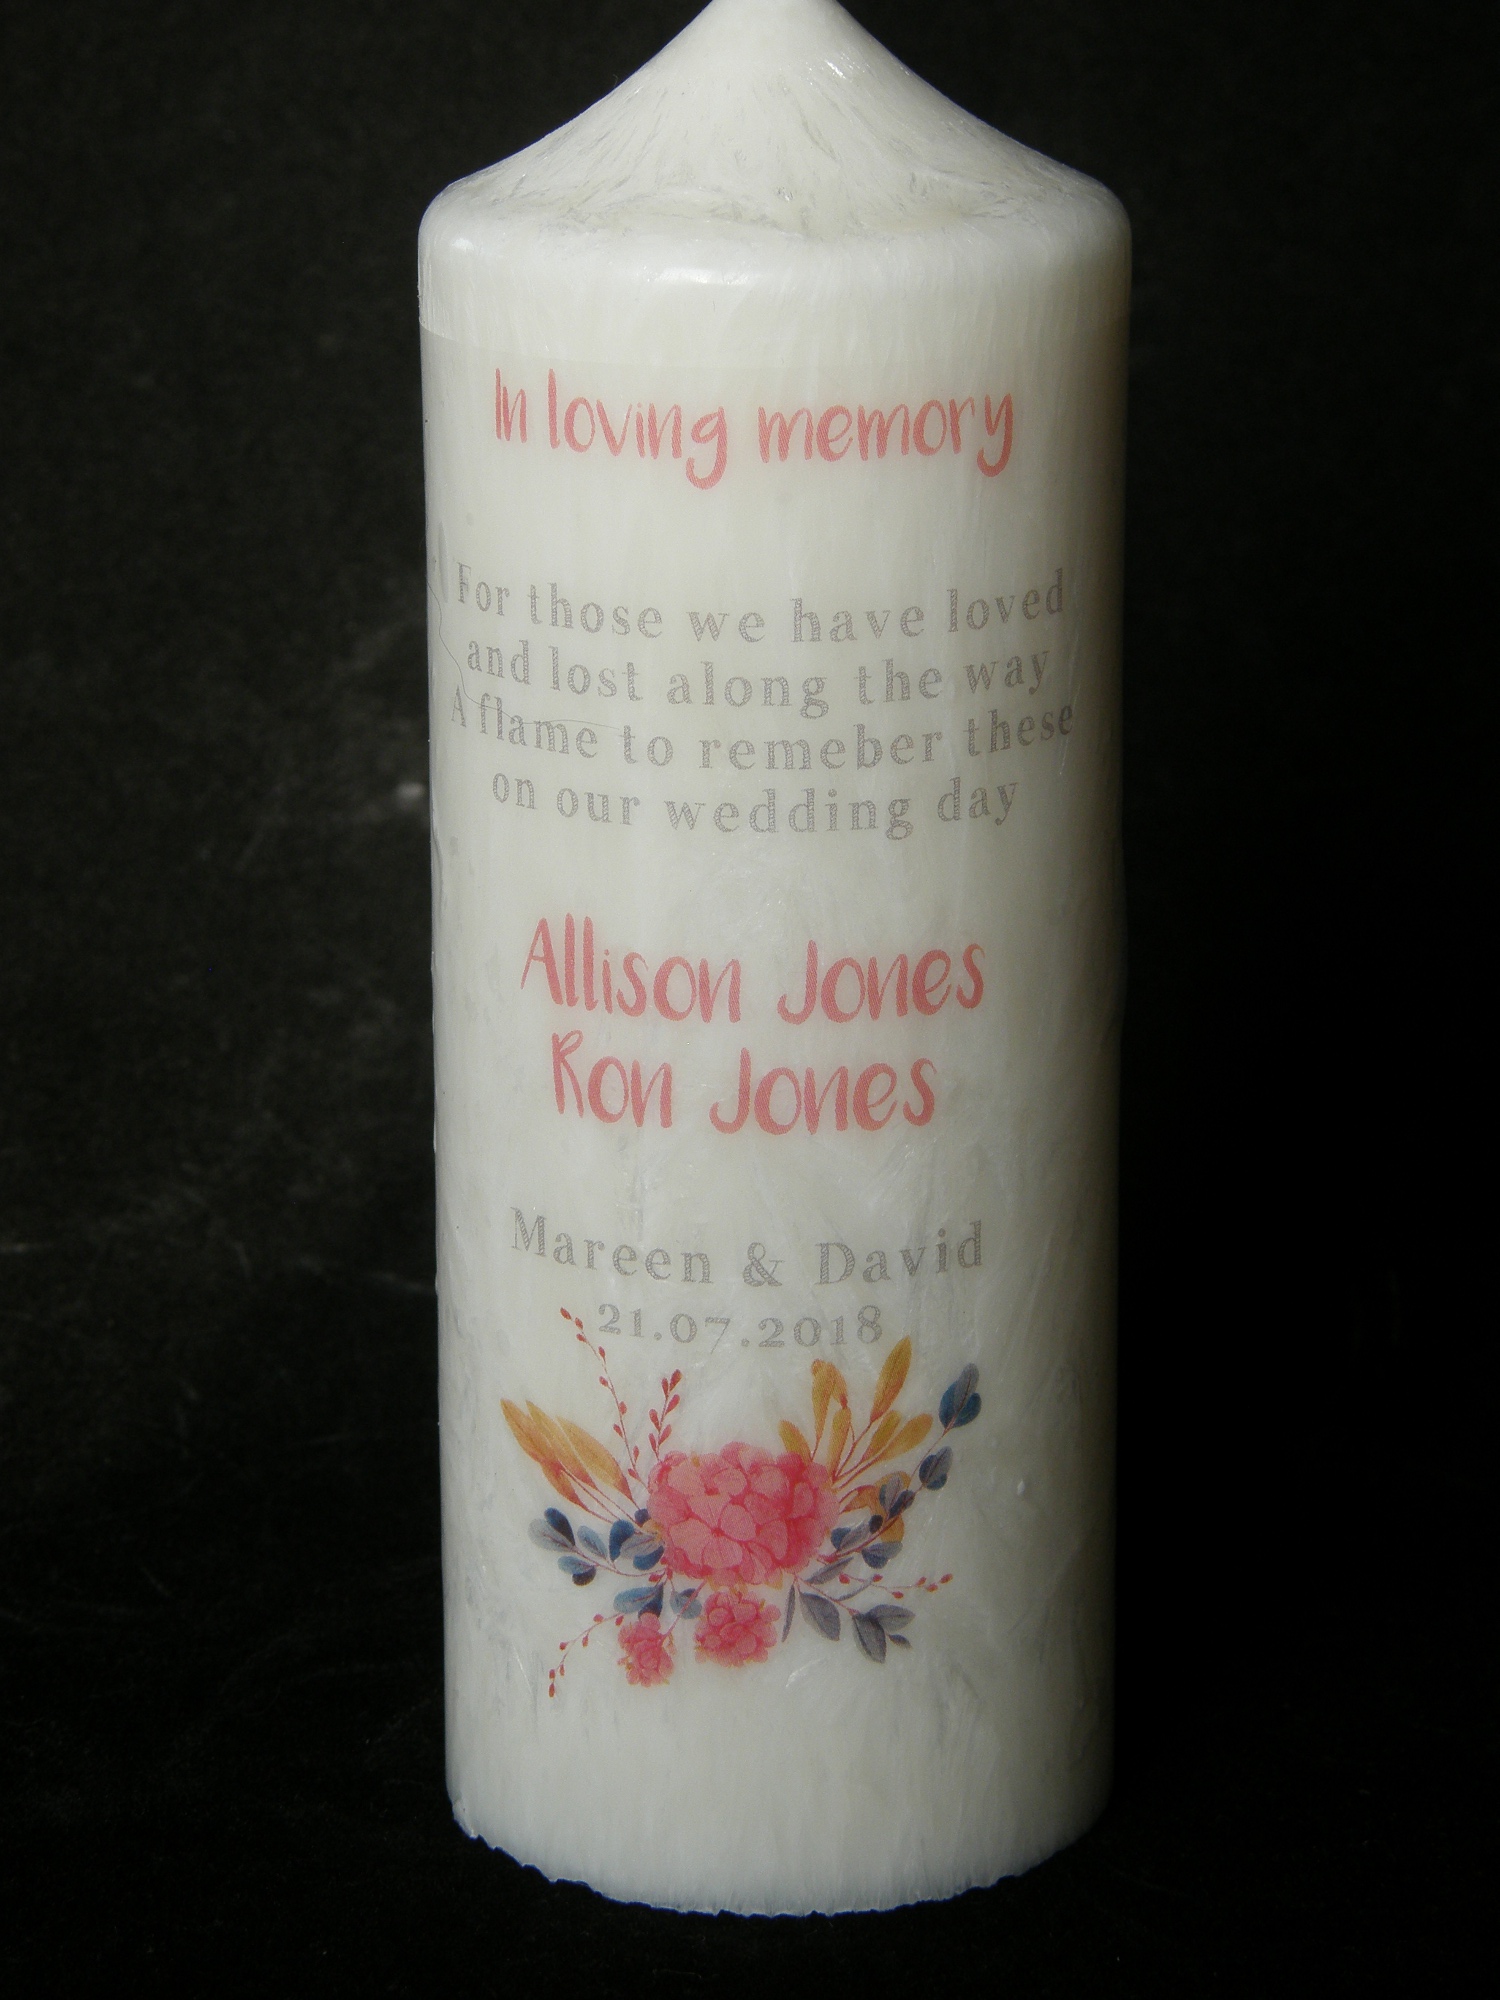 In loving memory
For those we have loved
and lost along the way
A flame to remeber these
on our wedding day
Allison Jones
Ron Jones
Mareen & David
21.07.2018